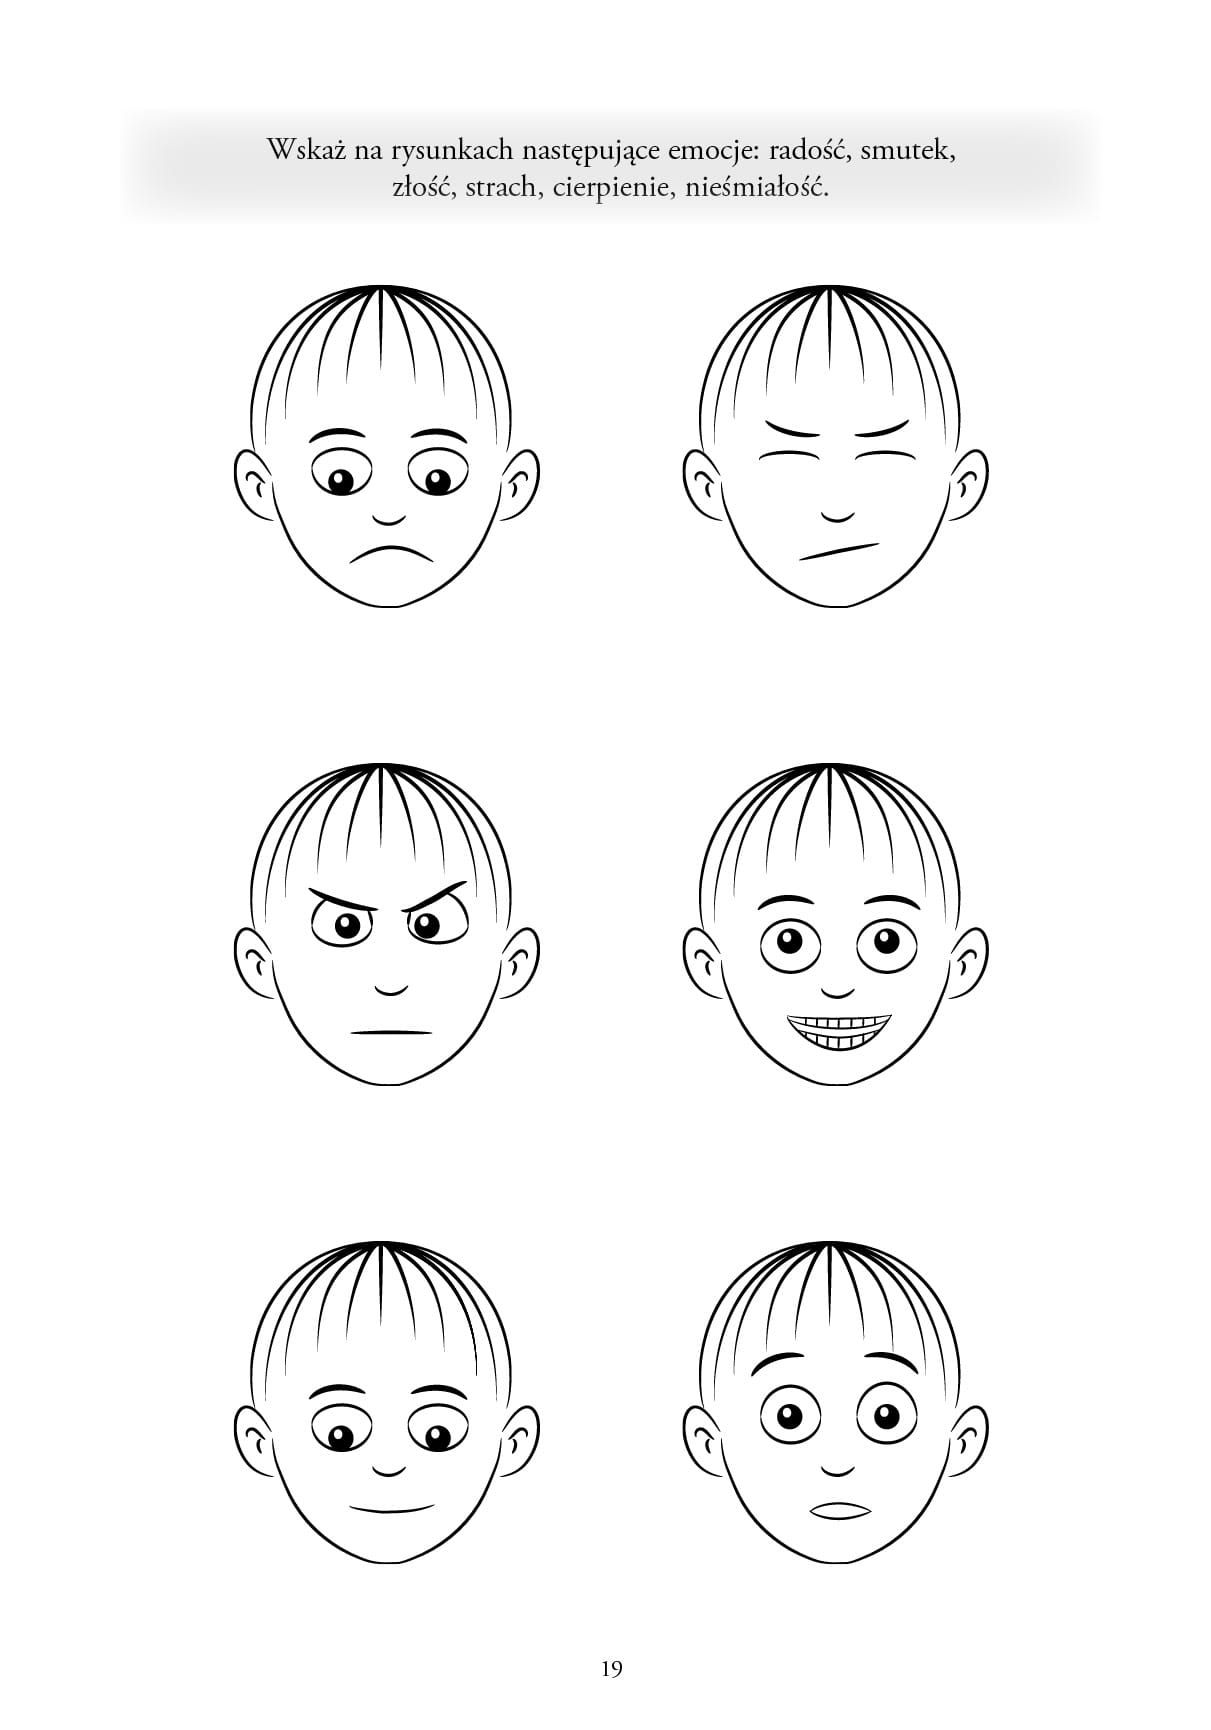 Wskaż na rysunkach następujące emocje: radość, smutek,
złość, strach, cierpienie, nieśmiałość.
19